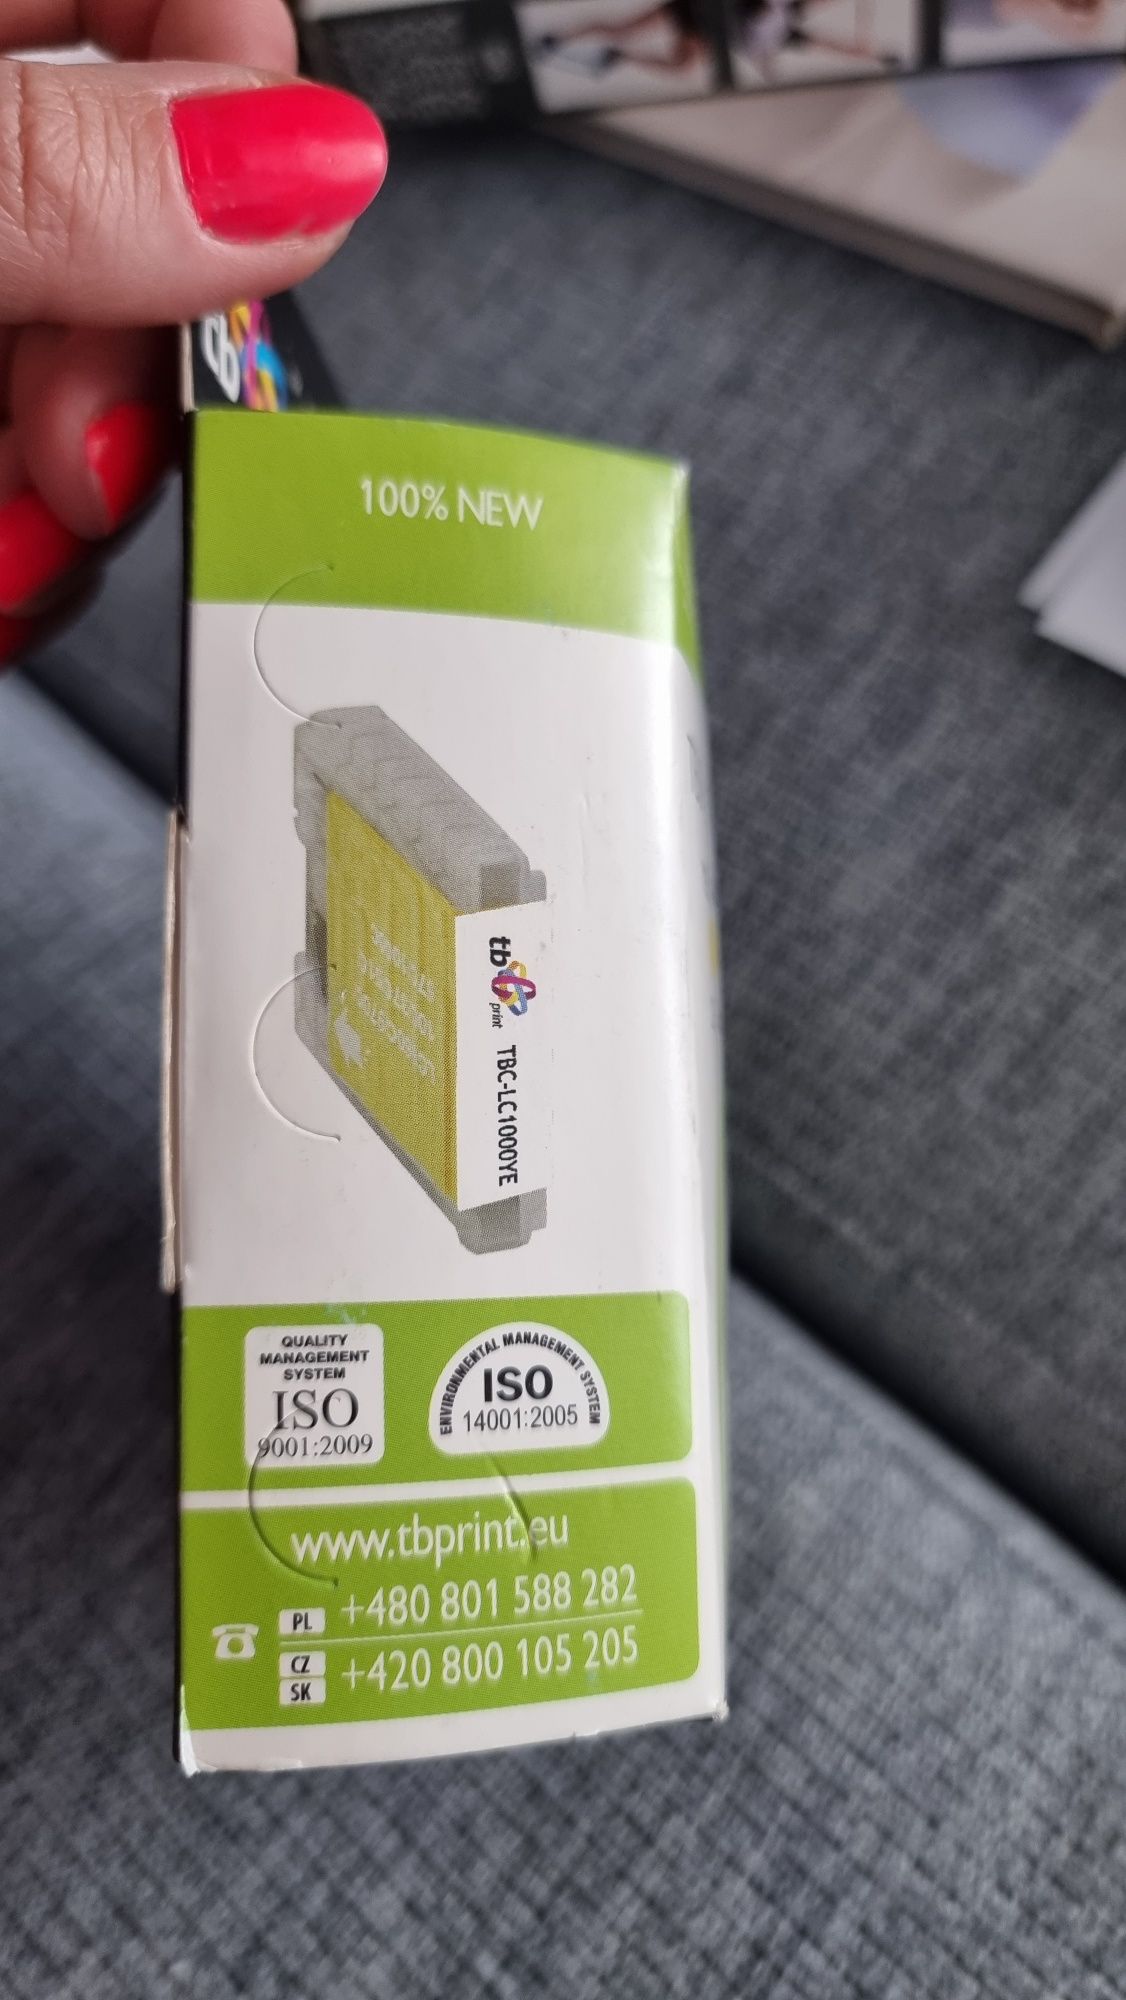 tb
100% NEW
tb
print
TBC-LC1000YE
QUALITY
MANAGEMENT
SYSTEM
ISO
9001:2009
ENVIRONMENTAL MANAGEMENT SYSTEM
ISO
14001:2005
www.tbprint.eu
PL +480 801 588 282
CZ
SK +420 800 105 205